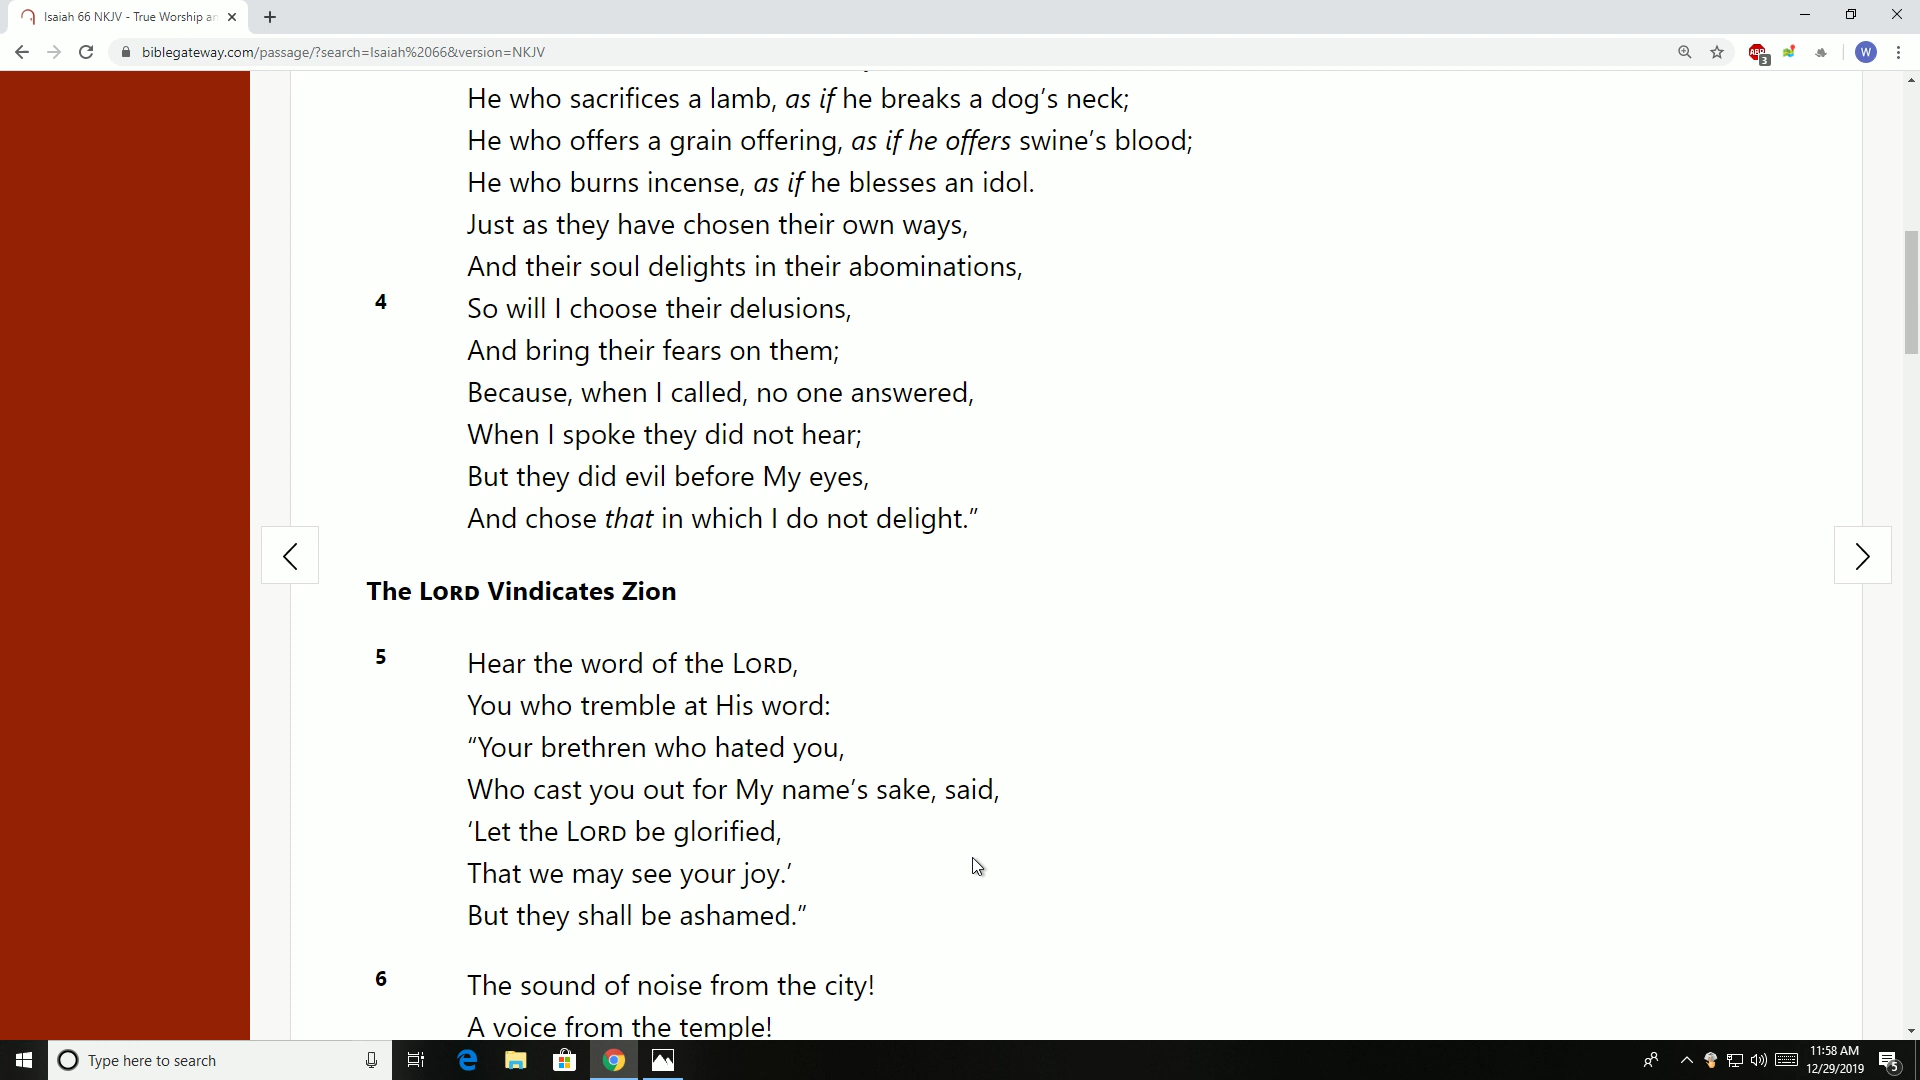 Isaiah 66 NKJV - True Worship an
biblegateway.com/passage/?search=Isaiah%2066&version=NKJV
ABP
3
W
He who sacrifices a lamb, as if he breaks a dog’s neck;
He who offers a grain offering, as if he offers swine’s blood;
He who burns incense, as if he blesses an idol.
Just as they have chosen their own ways,
And their soul delights in their abominations,
4 So will I choose their delusions,
And bring their fears on them;
Because, when I called, no one answered,
When I spoke they did not hear;
But they did evil before My eyes,
And chose that in which I do not delight.”
The LORD Vindicates Zion
5 Hear the word of the LORD,
You who tremble at His word:
“Your brethren who hated you,
Who cast you out for My name’s sake, said,
‘Let the LORD be glorified,
That we may see your joy.’
But they shall be ashamed.”
6 The sound of noise from the city!
A voice from the temple!
Type here to search
11:58 AM
12/29/2019
5